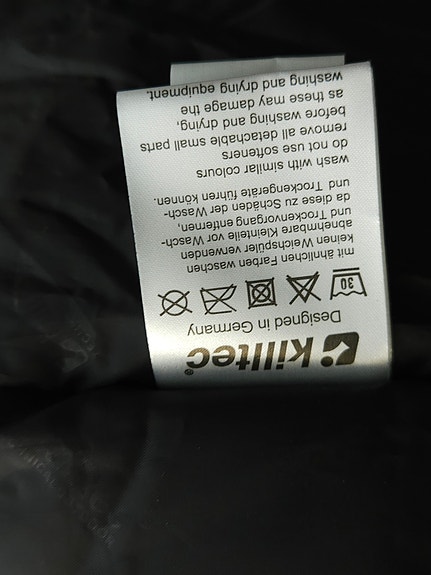 killtec®
Designed in Germany
30
mit ähnlichen Farben waschen
keinen Weichspüler verwenden
abnehmbare Kleinteile vor Wasch-
und Trockenvorgang entfernen,
da diese zu Schäden der Wasch-
und Trockengeräte führen können.
wash with similar colours
do not use softeners
remove all detachable small parts
before washing and drying,
as these may damage the
washing and drying equipment.